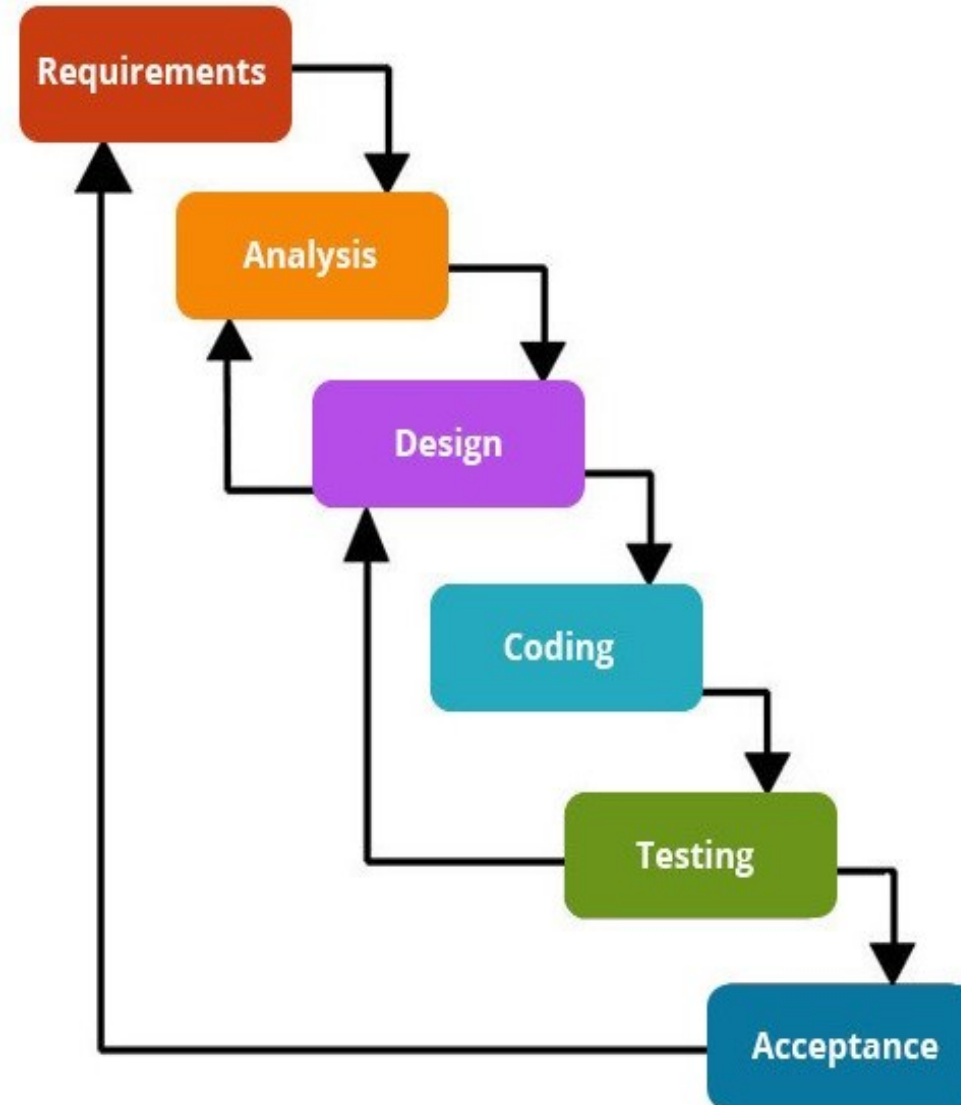 Requirements
Analysis
Design
Coding
Testing
Acceptance